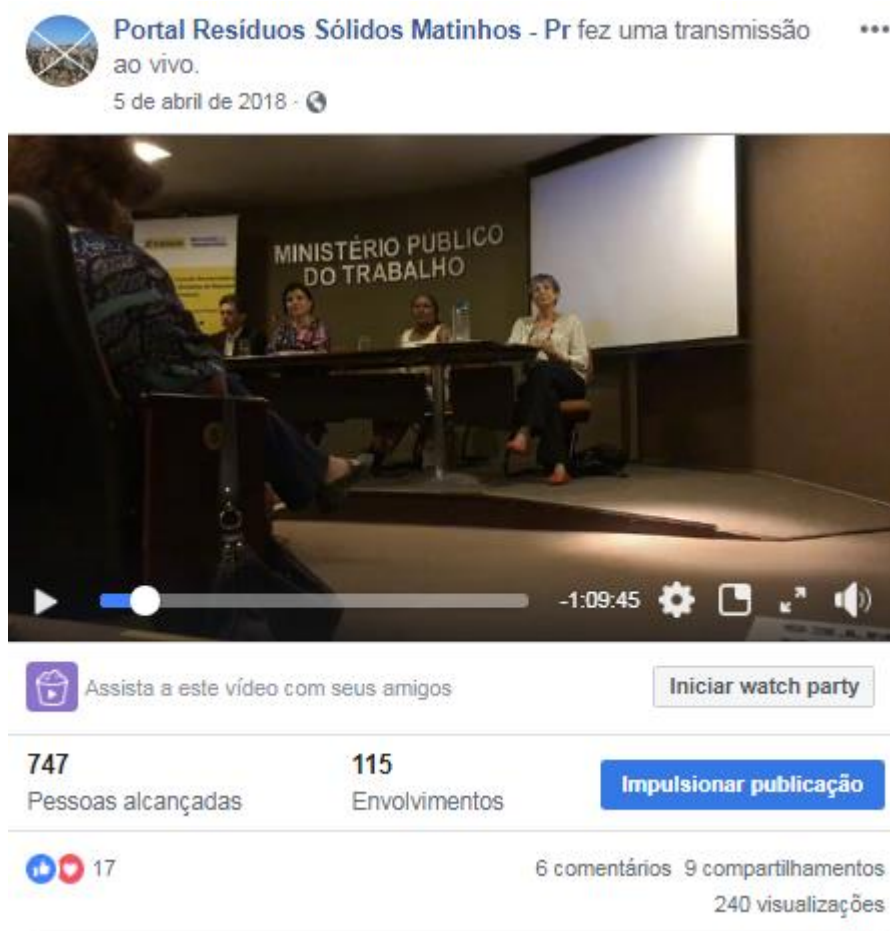 Portal Resíduos Sólidos Matinhos - Pr fez uma transmissão
ao vivo.
5 de abril de 2018 ·
MINISTÉRIO PUBLICO
DO TRABALHO
-1:09:45
Assista a este vídeo com seus amigos
Iniciar watch party
747
Pessoas alcançadas
115
Envolvimentos
Impulsionar publicação
17
6 comentários 9 compartilhamentos
240 visualizações